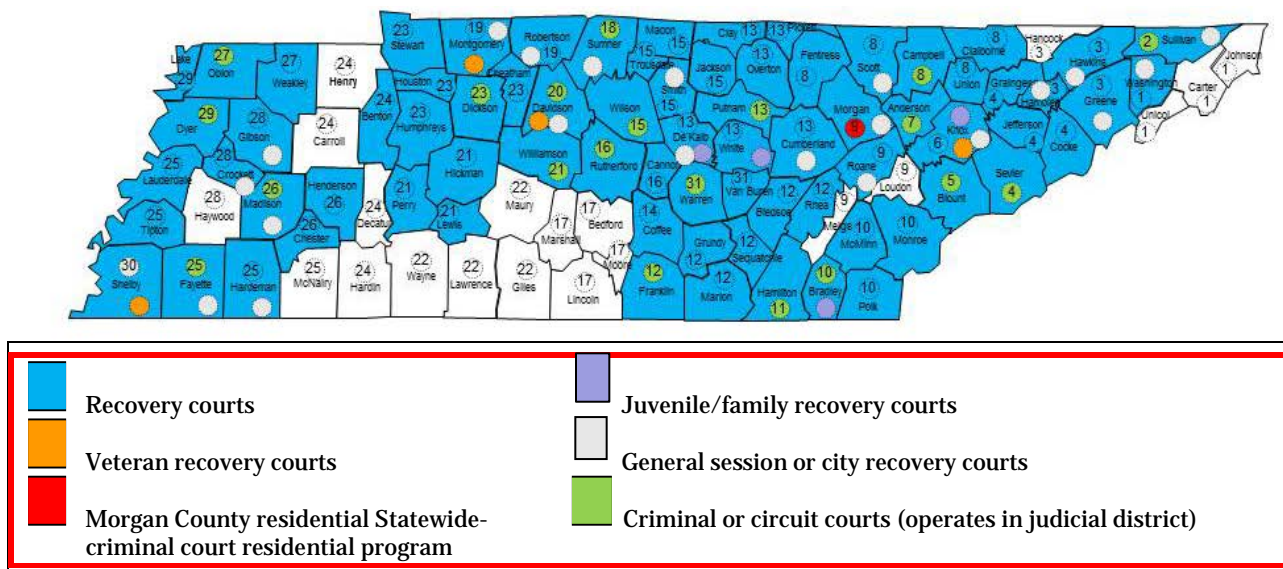 23
Stewart
19
Montgomery
Robertson
19
18
Sumner
Macon
15
Trousdale
15
Clay 13
13
Pickett
Fentress
8
8
Scott
Campbell
8
Claiborne
8
Union
Hancock
3
3
Hawkins
2
Sullivan
Johnson
1
Carter
1
Unicoi
1
Washington
1
Lake
29
27
Obion
27
Weakley
24
Henry
Houston
Cheatham
23
23
Dickson
20
Davidson
Wilson
15
Smith
15
Jackson
15
13
Overton
Putnam 13
Morgan
9
Anderson
7
Knox
6
Grainger
4
3
Hamblen
Jefferson
4
3
Greene
4
Cocke
29
Dyer
28
Gibson
24
Carroll
24
Benton
23
Humphreys
21
Hickman
Williamson
21
16
Rutherford
Cannon
16
13
De Kalb
13
White
13
Cumberland
9
Roane
9
Loudon
5
Blount
Sevier
4
25
Lauderdale
28
Crockett
26
Madison
Henderson
26
24
Decatur
21
Perry
21
Lewis
22
Maury
17
Marshall
17
Bedford
17
Moore
14
Coffee
31
Warren
31
Van Buren
12
Bledsoe
12
Rhea
9
Meigs
10
McMinn
10
Monroe
25
Tipton
28
Haywood
26
Chester
Grundy
12
12
Sequatchie
30
Shelby
25
Fayette
25
Hardeman
25
McNairy
24
Hardin
22
Wayne
22
Lawrence
22
Giles
17
Lincoln
12
Franklin
12
Marion
Hamilton
11
10
Bradley
10
Polk
Recovery courts
Veteran recovery courts
Morgan County residential Statewide-
criminal court residential program
Juvenile/family recovery courts
General session or city recovery courts
Criminal or circuit courts (operates in judicial district)